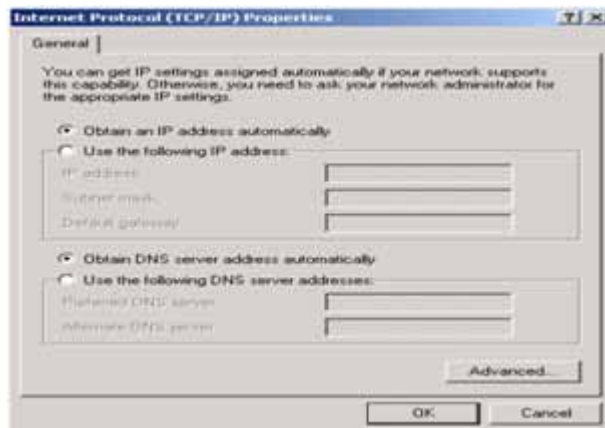 Internet Protocol (TCP/IP) Properties
General
You can get IP settings assigned automatically if your network supports
this capability. Otherwise, you need to ask your network administrator for
the appropriate IP settings.
Obtain an IP address automatically
Use the following IP address:
IP address:
Subnet mask:
Default gateway:
Obtain DNS server address automatically
Use the following DNS server addresses:
Preferred DNS server:
Alternate DNS server:
Advanced...
OK
Cancel